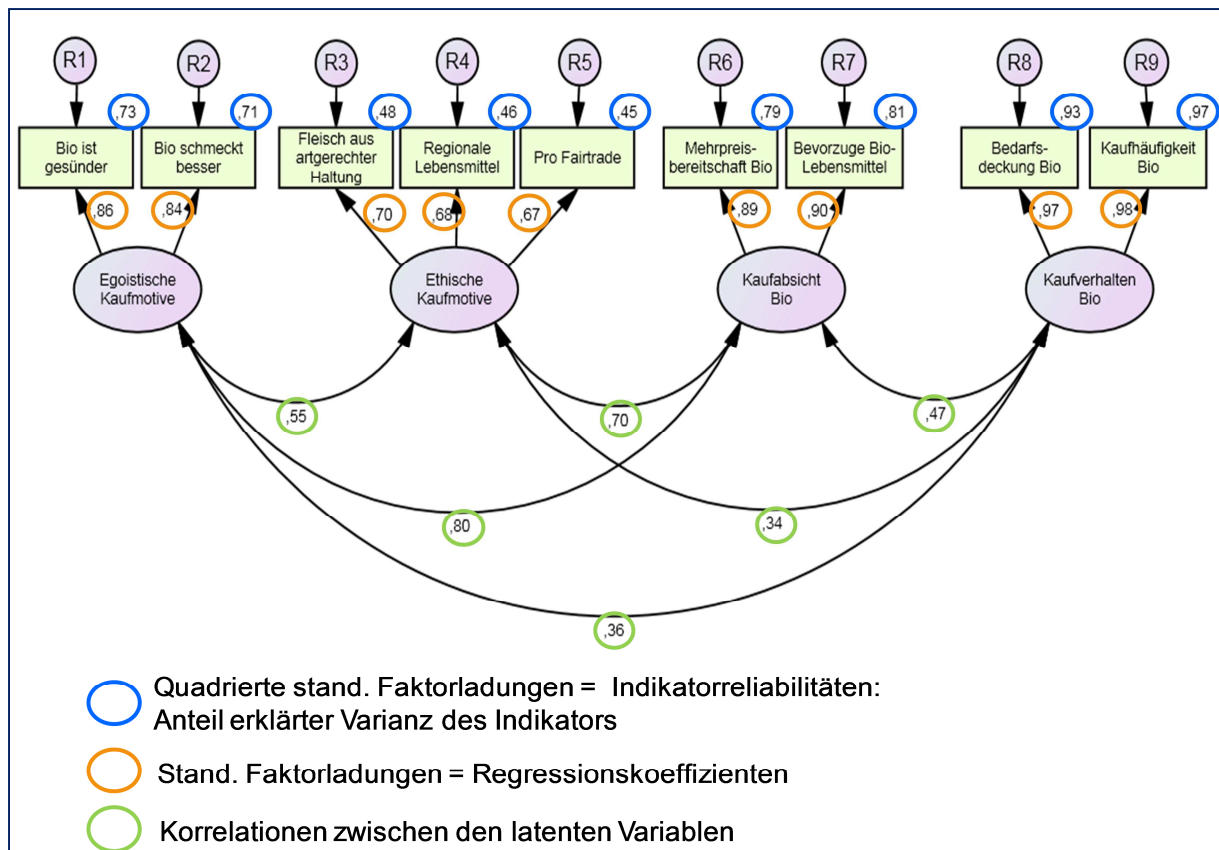 R1
R2
R3
R4
R5
R6
R7
R8
R9
,73
,71
,48
,46
,45
,79
,81
,93
,97
Bio ist
gesünder
Bio schmeckt
besser
Fleisch aus
artgerechter
Haltung
Regionale
Lebensmittel
Pro Fairtrade
Mehrpreis-
bereitschaft Bio
Bevorzuge Bio-
Lebensmittel
Bedarfs-
deckung Bio
Kaufhäufigkeit
Bio
,86
,84
,70
,68
,67
,89
,90
,97
,98
Egoistische
Kaufmotive
Ethische
Kaufmotive
Kaufabsicht
Bio
Kaufverhalten
Bio
,55
,70
,47
,80
,34
,36
Quadrierte stand. Faktorladungen = Indikatorreliabilitäten:
Anteil erklärter Varianz des Indikators
Stand. Faktorladungen = Regressionskoeffizienten
Korrelationen zwischen den latenten Variablen